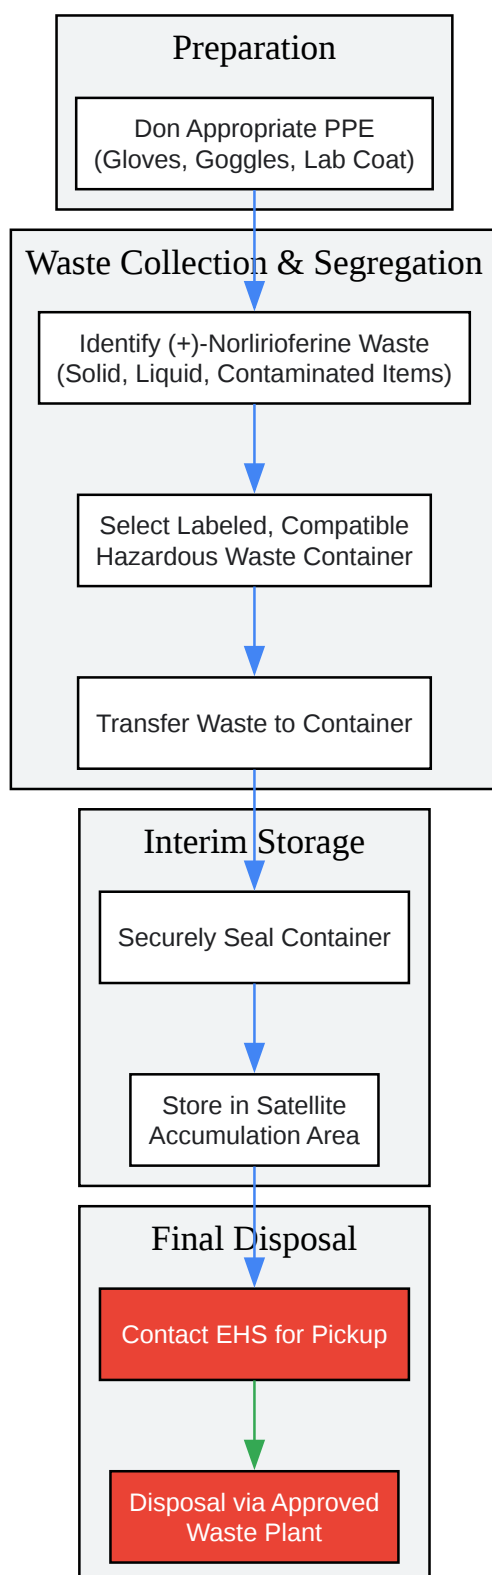 Preparation
Don Appropriate PPE
(Gloves, Goggles, Lab Coat)
Waste Collection & Segregation
Identify (+)-Norlirioferine Waste
(Solid, Liquid, Contaminated Items)
Select Labeled, Compatible
Hazardous Waste Container
Transfer Waste to Container
Interim Storage
Securely Seal Container
Store in Satellite
Accumulation Area
Final Disposal
Contact EHS for Pickup
Disposal via Approved
Waste Plant